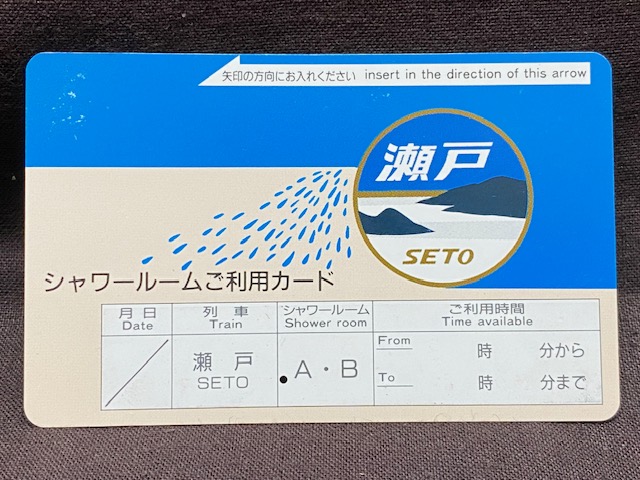 矢印の方向にお入れください insert in the direction of this arrow
瀬戸
SETO
シャワールームご利用カード
月日 列車 シャワールーム ご利用時間
Date Train Shower room Time available
瀬戸 A・B From 時 分から
SETO To 時 分まで